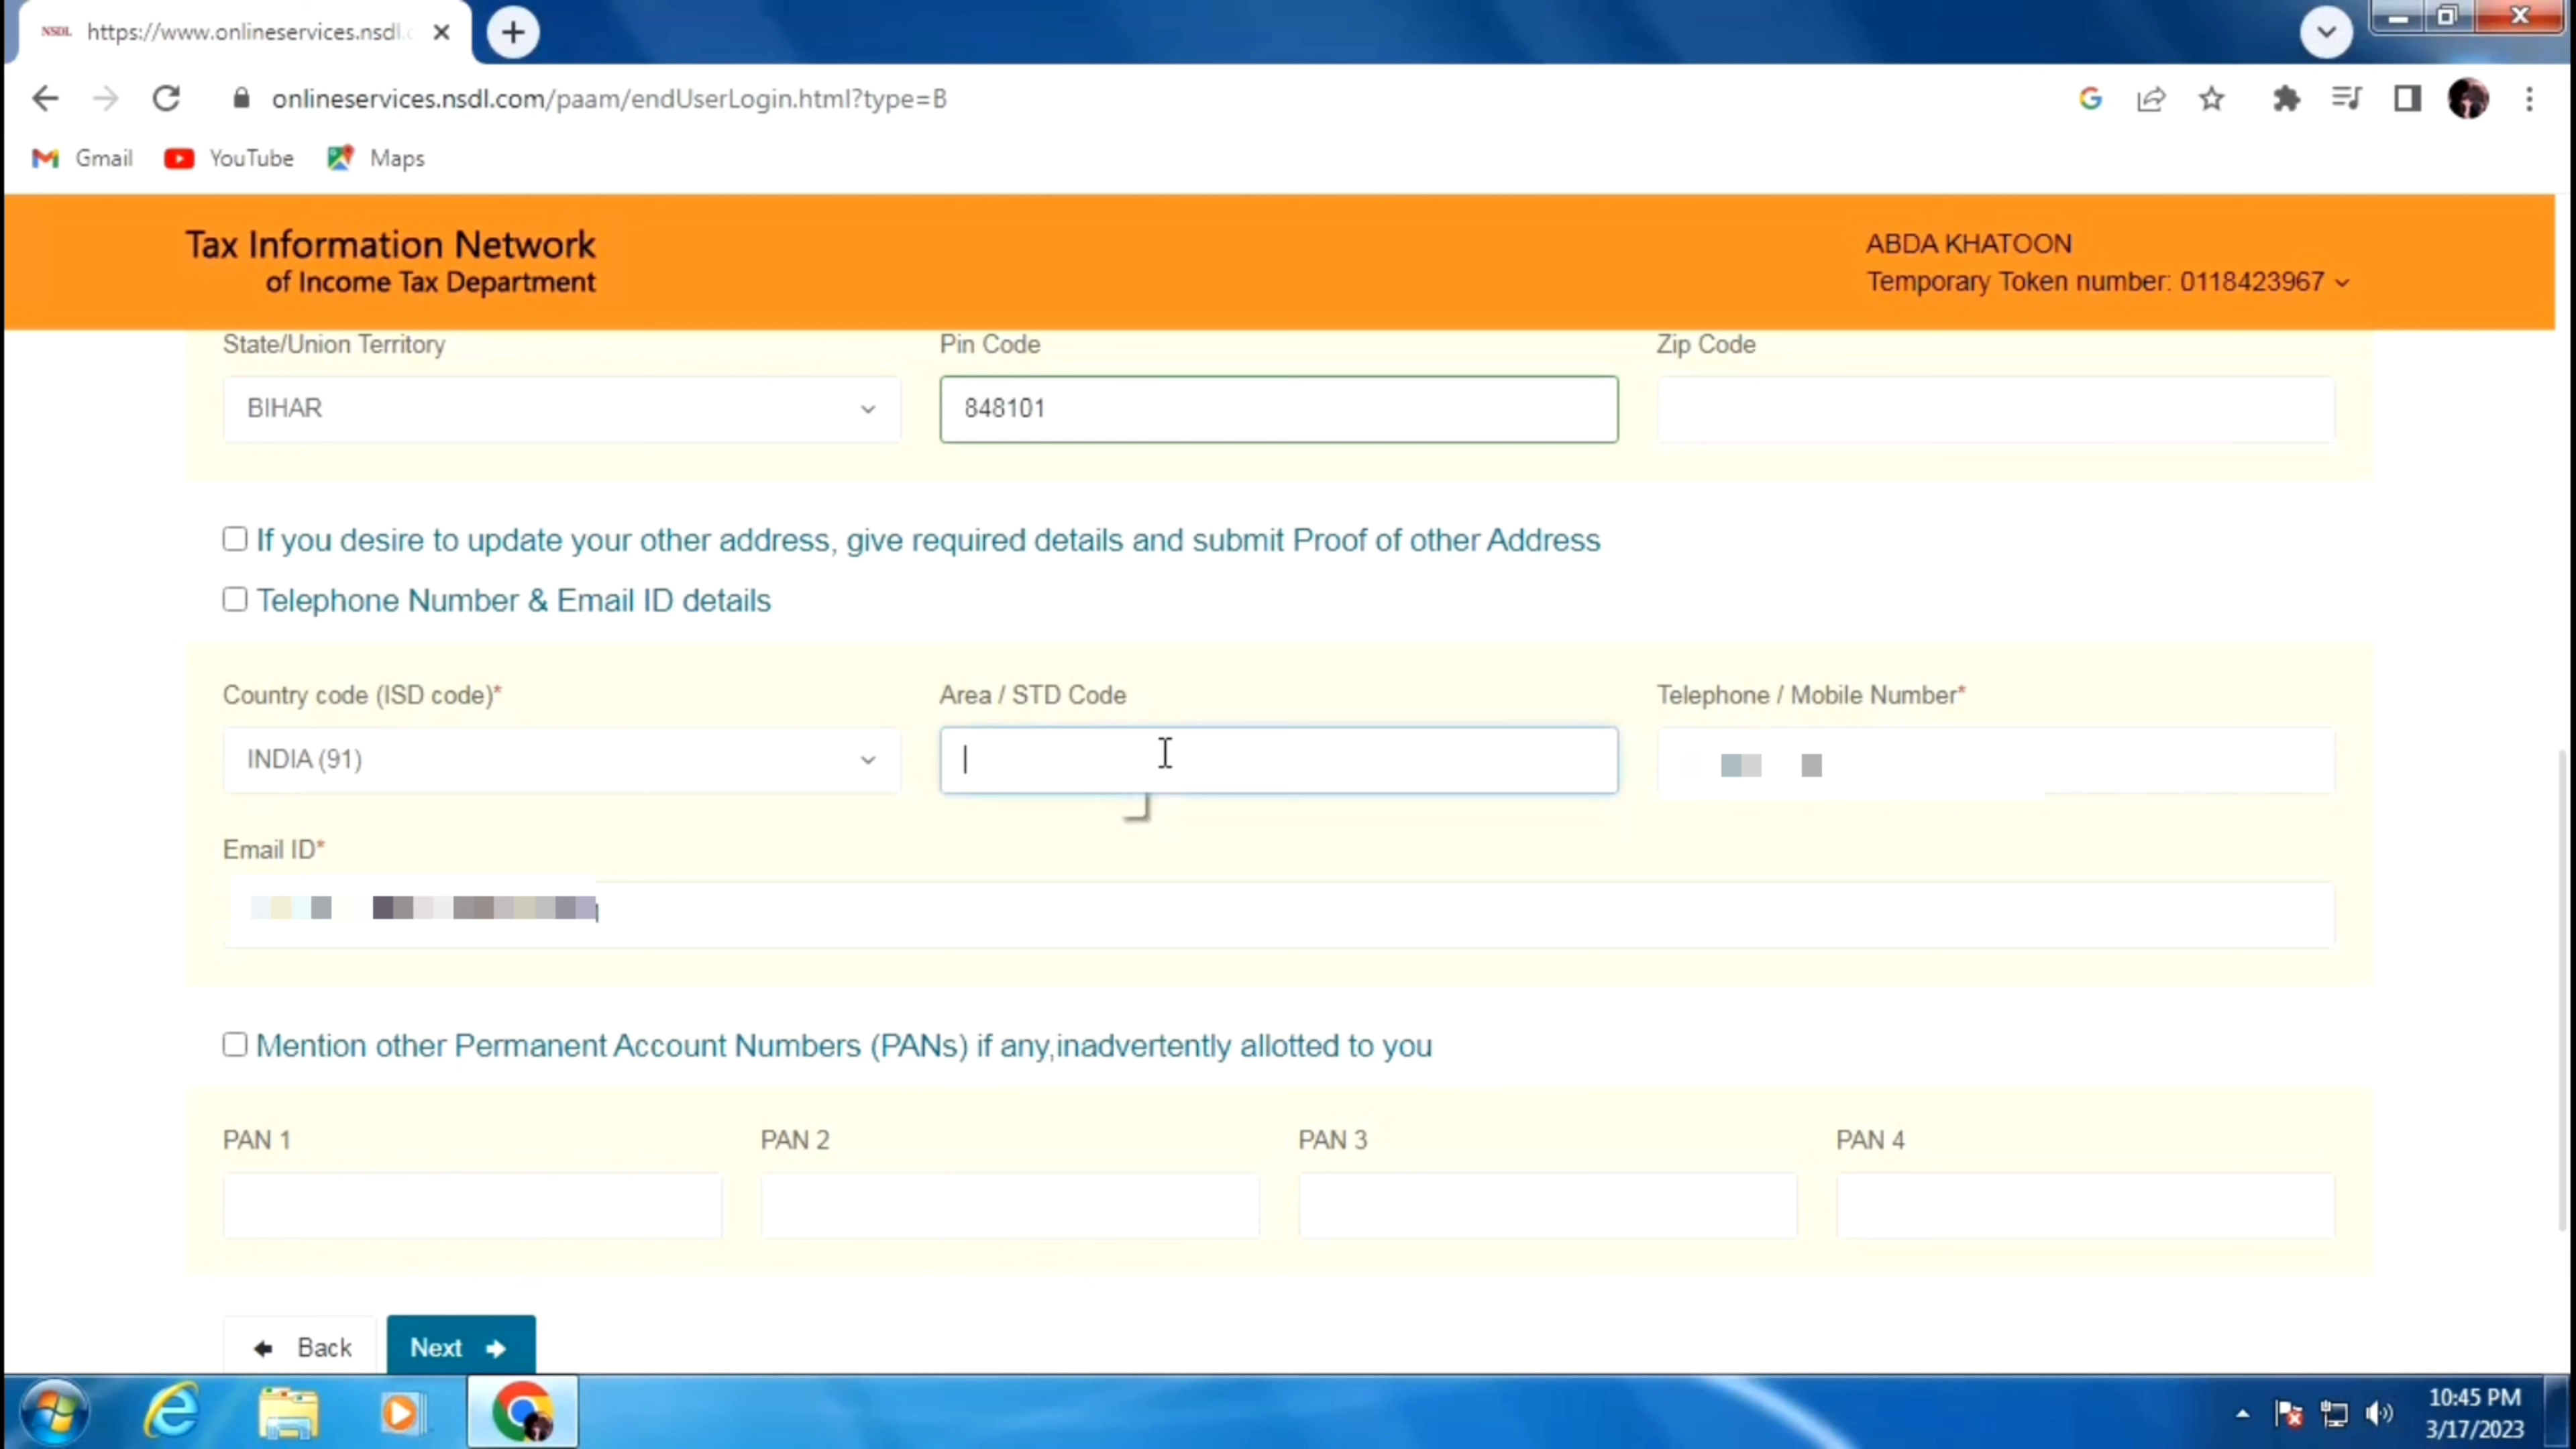 NSDL https://www.onlineservices.nsdl.c
onlineservices.nsdl.com/paam/endUserLogin.html?type=B
Gmail YouTube Maps
Tax Information Network
of Income Tax Department
ABDA KHATOON
Temporary Token number: 0118423967
State/Union Territory Pin Code Zip Code
BIHAR 848101
If you desire to update your other address, give required details and submit Proof of other Address
Telephone Number & Email ID details
Country code (ISD code)* Area / STD Code Telephone / Mobile Number*
INDIA (91)
Email ID*
Mention other Permanent Account Numbers (PANs) if any,inadvertently allotted to you
PAN 1 PAN 2 PAN 3 PAN 4
Back Next
10:45 PM
3/17/2023